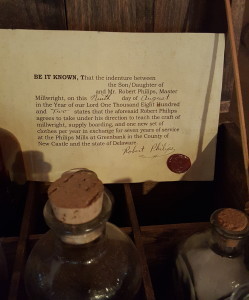 BE IT KNOWN, That the indenture between
the Son/Daughter of
and Mr. Robert Philips, Master
Millwright, on this Ninth day of August
in the Year of our Lord One Thousand Eight Hundred
and Two states that the aforesaid Robert Philips
agrees to take under his direction to teach the craft of
millwright, supply boarding, and one new set of
clothes per year in exchange for seven years of service
at the Philips Mills at Greenbank in the County of
New Castle and the state of Delaware.
Robert Philips